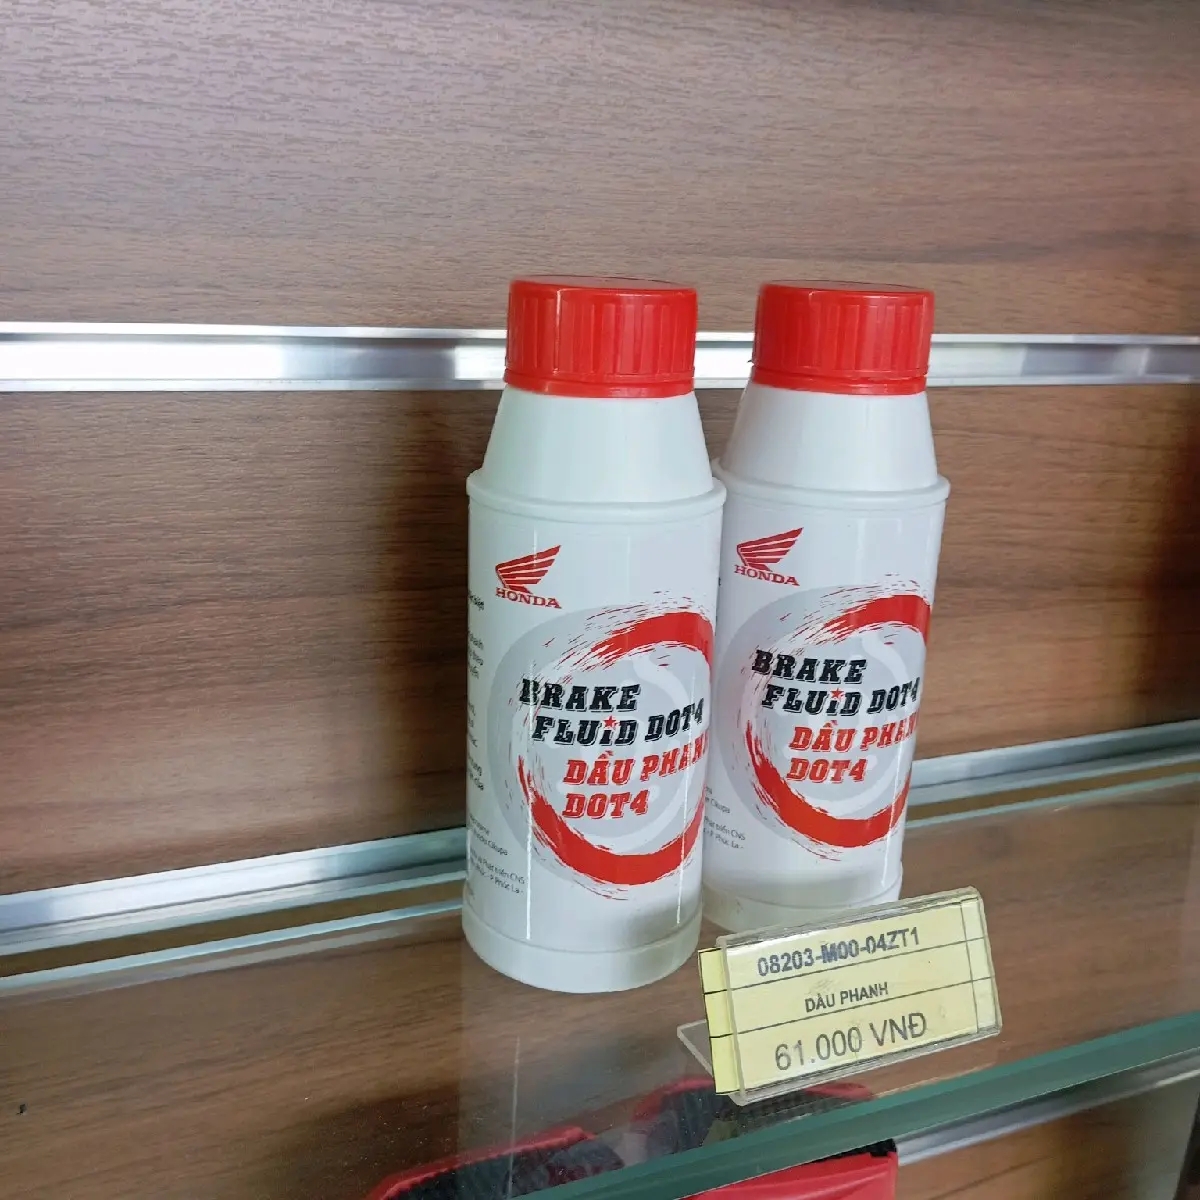 HONDA
BRAKE
FLUID DOT4
DẦU PHANH
DOT4
HONDA
BRAKE
FLUID DOT4
DẦU PHANH
DOT4
08203-M00-04ZT1
DẦU PHANH
61.000 VNĐ